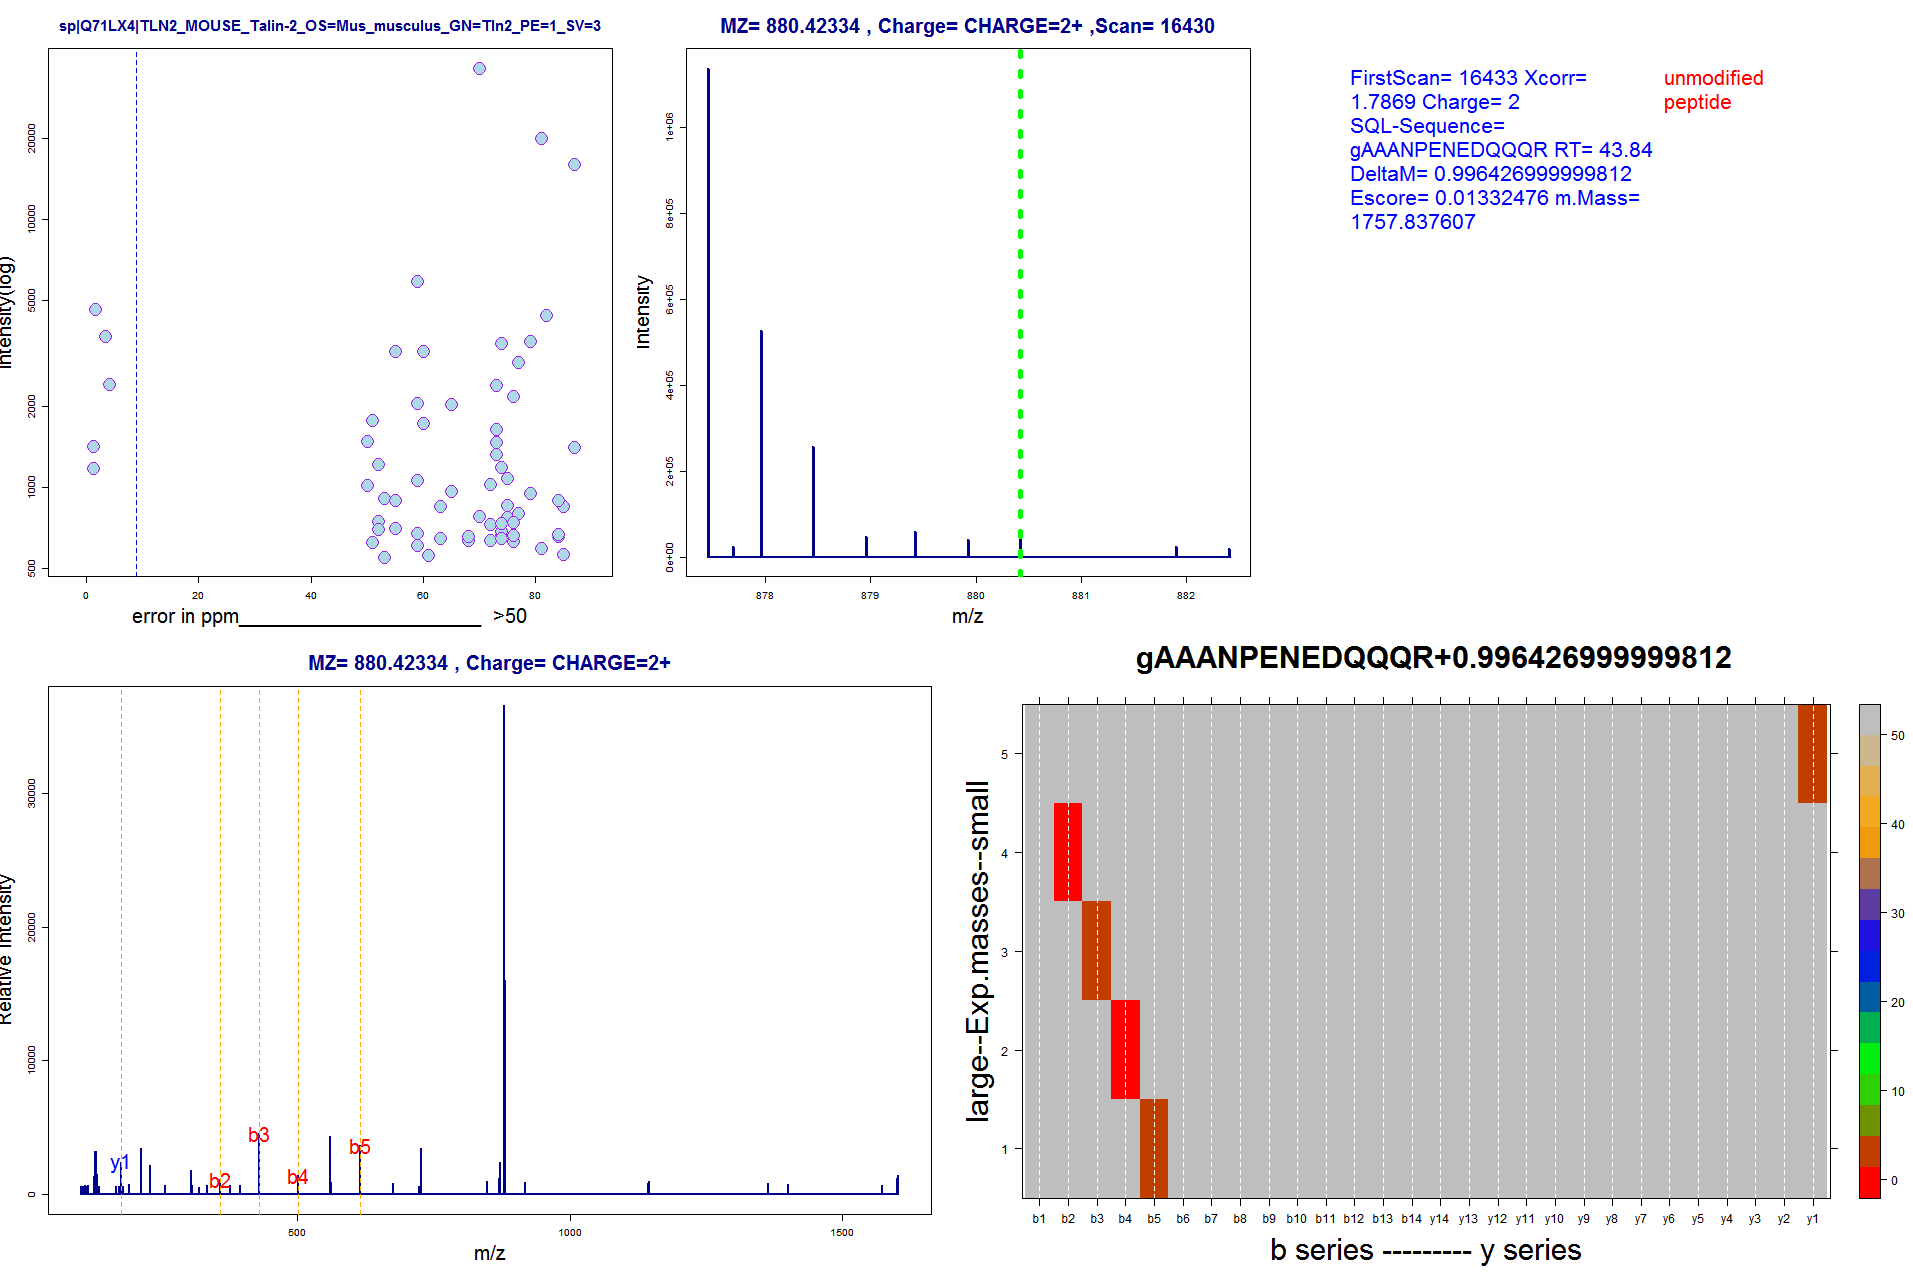 sp|Q71LX4|TLN2_MOUSE_Talin-2_OS=Mus_musculus_GN=Tln2_PE=1_SV=3
Intensity(log)
500 1000 2000 5000 10000 20000
0 20 40 60 80
error in ppm______________________ >50
MZ= 880.42334 , Charge= CHARGE=2+ ,Scan= 16430
Intensity
0e+00 2e+05 4e+05 6e+05 8e+05 1e+06
878 879 880 881 882
m/z
FirstScan= 16433 Xcorr=
1.7869 Charge= 2
SQL-Sequence=
gAAANPENEDQQQR RT= 43.84
DeltaM= 0.996426999999812
Escore= 0.01332476 m.Mass=
1757.837607
unmodified
peptide
MZ= 880.42334 , Charge= CHARGE=2+
Relative Intensity
0 10000 20000 30000
y1 b2 b3 b4 b5
500 1000 1500
m/z
gAAANPENEDQQQR+0.996426999999812
large--Exp.masses--small
5
4
3
2
1
b1 b2 b3 b4 b5 b6 b7 b8 b9 b10 b11 b12 b13 b14 y14 y13 y12 y11 y10 y9 y8 y7 y6 y5 y4 y3 y2 y1
b series --------- y series
50
40
30
20
10
0